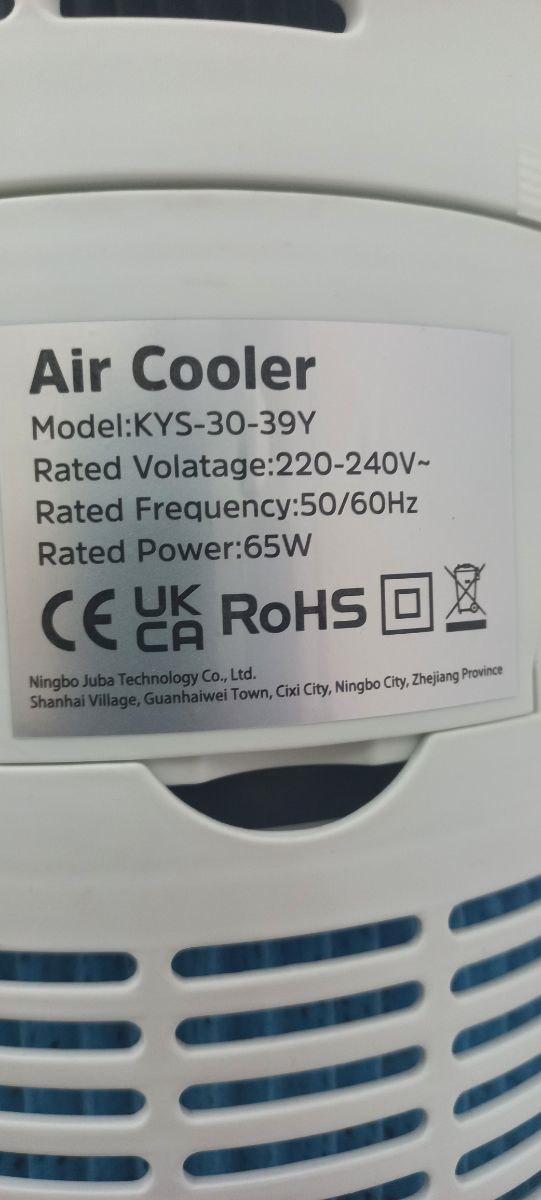 Air Cooler
Model:KYS-30-39Y
Rated Volatage:220-240V~
Rated Frequency:50/60Hz
Rated Power:65W
CE UK CA RoHS
Ningbo Juba Technology Co., Ltd.
Shanhai Village, Guanhaiwei Town, Cixi City, Ningbo City, Zhejiang Province